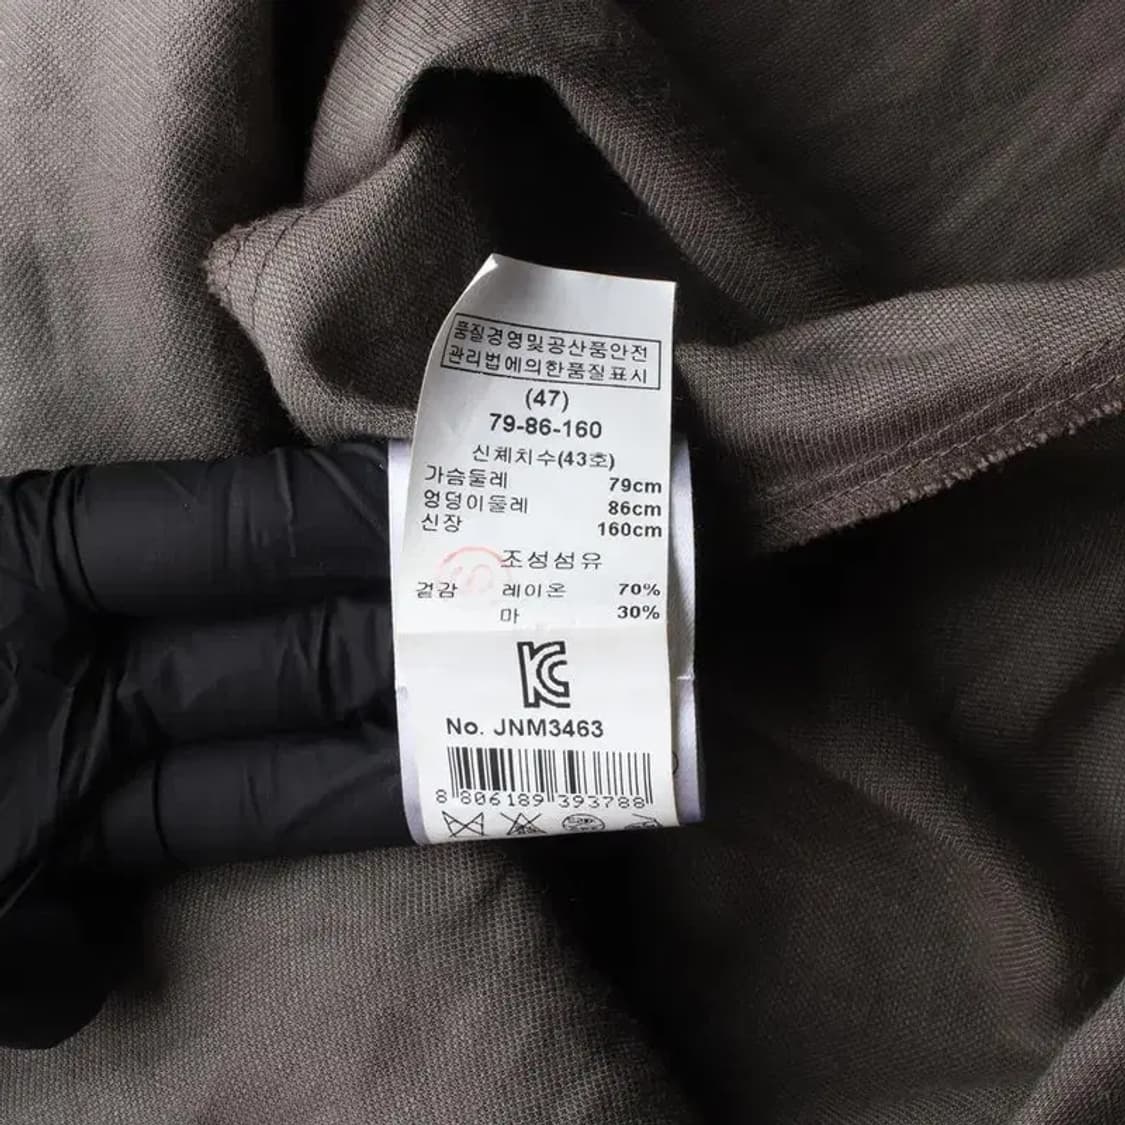 품질경영및공산품안전
관리법에의한품질표시
(47)
79-86-160
신체치수(43호)
가슴둘레 79cm
엉덩이둘레 86cm
신장 160cm
조성섬유
겉감 레이온 70%
마 30%
KC
No. JNM3463
8 806189 393788